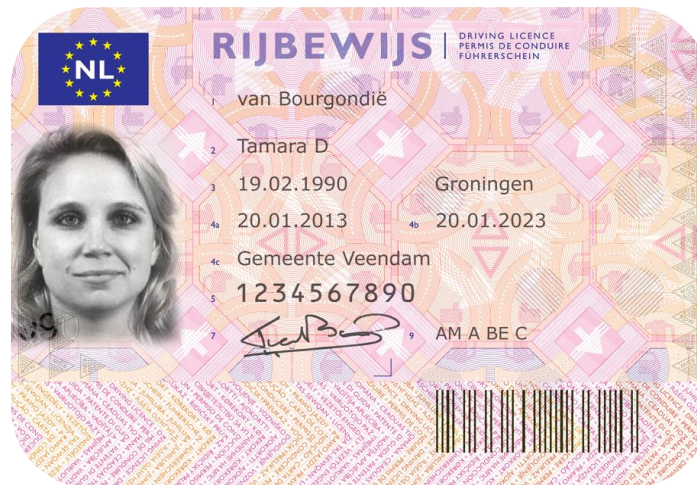 NL
RIJBEWIJS
DRIVING LICENCE
PERMIS DE CONDUIRE
FÜHRERSCHEIN
1 van Bourgondië
2 Tamara D
3 19.02.1990 Groningen
4a 20.01.2013 4b 20.01.2023
4c Gemeente Veendam
5 1234567890
7 9 AM A BE C